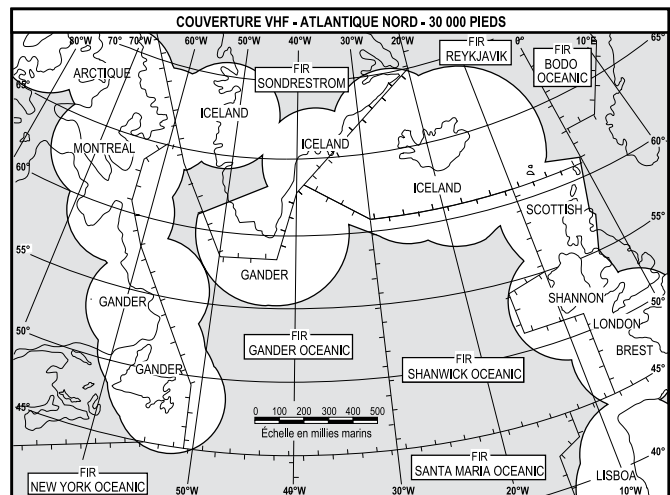 COUVERTURE VHF - ATLANTIQUE NORD - 30 000 PIEDS
80°W
70°W
60°W
50°W
40°W
30°W
20°W
0°
10°E
65°
FIR
REYKJAVIK
FIR
BODO
OCEANIC
FIR
SONDRESTROM
ARCTIQUE
65°
60°
ICELAND
ICELAND
ICELAND
MONTREAL
60°
55°
SCOTTISH
55°
50°
GANDER
SHANNON
GANDER
LONDON
BREST
50°
45°
FIR
GANDER OCEANIC
FIR
SHANWICK OCEANIC
GANDER
0 100 200 300 400 500
Échelle en millies marins
45°
40°
FIR
NEW YORK OCEANIC
FIR
SANTA MARIA OCEANIC
LISBOA
50°W
40°W
30°W
20°W
10°W